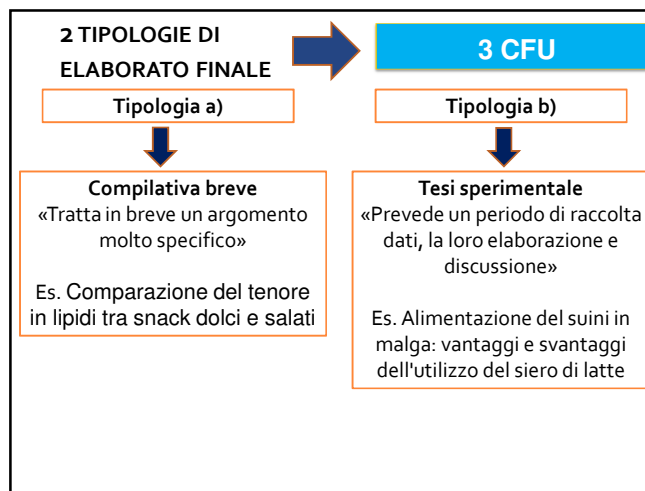 2 TIPOLOGIE DI
ELABORATO FINALE
3 CFU
Tipologia a)
Tipologia b)
Compilativa breve
«Tratta in breve un argomento
molto specifico»
Es. Comparazione del tenore
in lipidi tra snack dolci e salati
Tesi sperimentale
«Prevede un periodo di raccolta
dati, la loro elaborazione e
discussione»
Es. Alimentazione del suini in
malga: vantaggi e svantaggi
dell'utilizzo del siero di latte